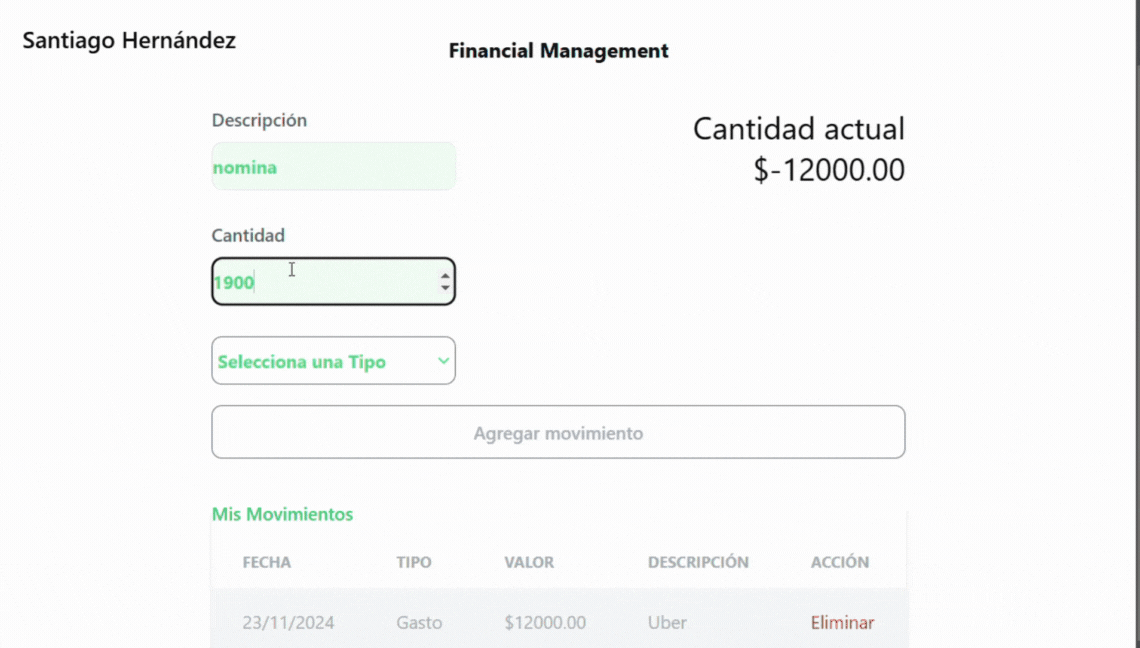 Santiago Hernández
Financial Management
Descripción
nomina
Cantidad actual
$-12000.00
Cantidad
1900
Selecciona una Tipo
Agregar movimiento
Mis Movimientos
FECHA TIPO VALOR DESCRIPCIÓN ACCIÓN
23/11/2024 Gasto $12000.00 Uber Eliminar